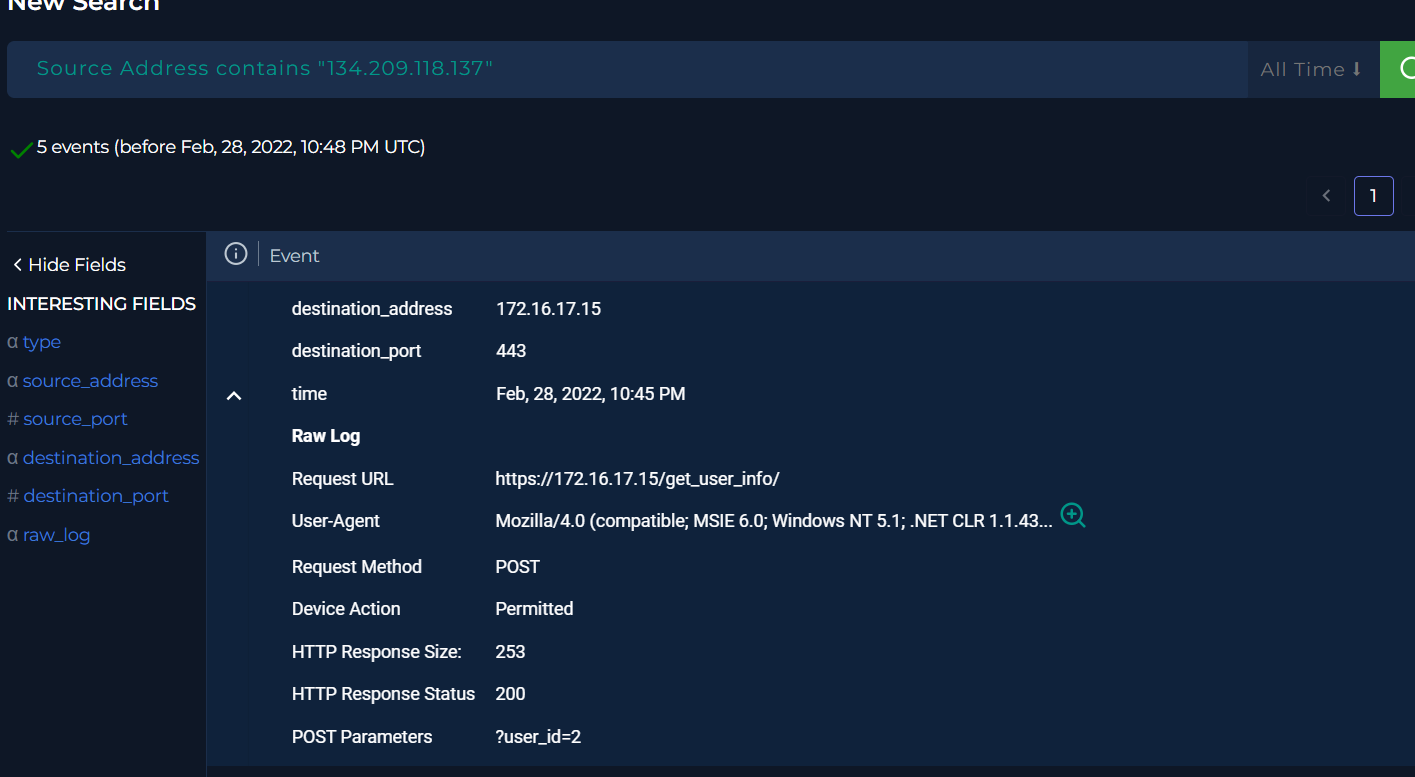 New Search
Source Address contains "134.209.118.137"
All Time
5 events (before Feb, 28, 2022, 10:48 PM UTC)
1
Hide Fields
INTERESTING FIELDS
α type
α source_address
# source_port
α destination_address
# destination_port
α raw_log
Event
destination_address 172.16.17.15
destination_port 443
time Feb, 28, 2022, 10:45 PM
Raw Log
Request URL https://172.16.17.15/get_user_info/
User-Agent Mozilla/4.0 (compatible; MSIE 6.0; Windows NT 5.1; .NET CLR 1.1.43...
Request Method POST
Device Action Permitted
HTTP Response Size: 253
HTTP Response Status 200
POST Parameters ?user_id=2